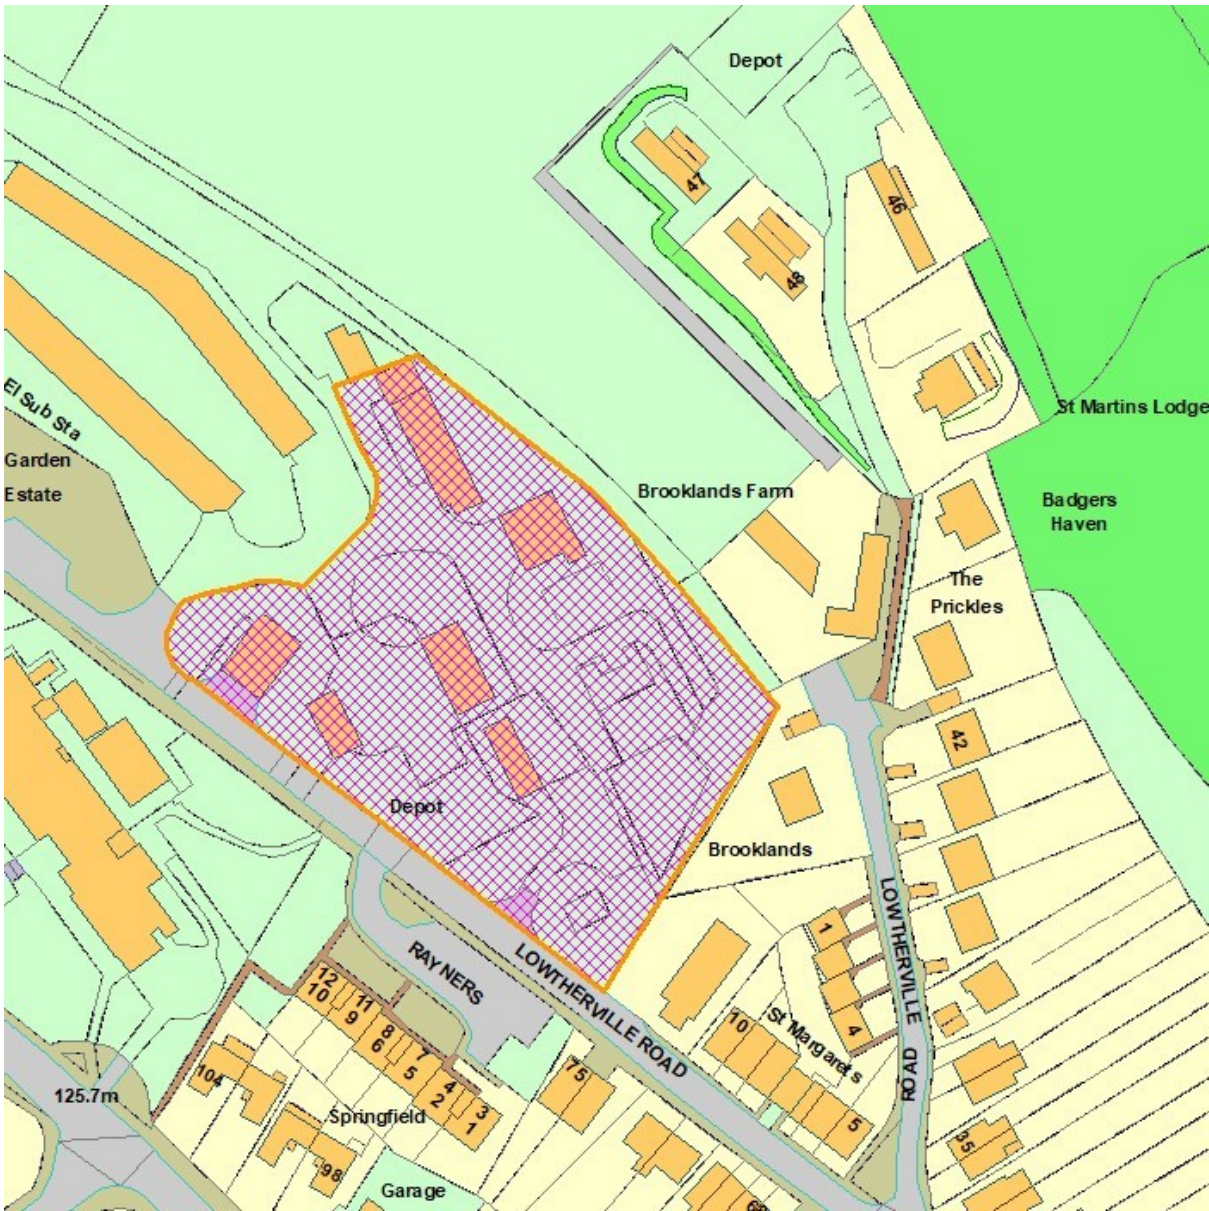 Depot
47
46
48
El Sub Sta
St Martins Lodge
Garden
Estate
Brooklands Farm
Badgers
Haven
The
Prickles
42
Depot
Brooklands
LOWTHERVILLE
ROAD
1
4
RAYNERS
LOWTHERVILLE ROAD
12
10
11
9
8
6
7
5
4
2
3
1
10
St Margarets
5
75
104
125.7m
Springfield
98
35
Garage